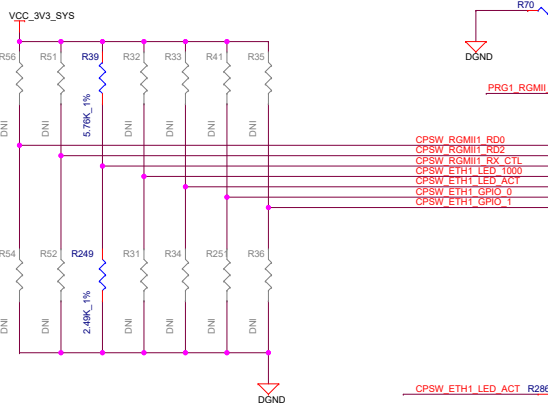 R70
VCC_3V3_SYS
DGND
R56 R51 R39 R32 R33 R41 R35
PRG1_RGMII
DNI DNI 5.76K_1% DNI DNI DNI DNI
CPSW_RGMII1_RD0
CPSW_RGMII1_RD2
CPSW_RGMII1_RX_CTL
CPSW_ETH1_LED_1000
CPSW_ETH1_LED_ACT
CPSW_ETH1_GPIO_0
CPSW_ETH1_GPIO_1
R54 R52 R249 R31 R34 R251 R36
DNI DNI 2.49K_1% DNI DNI DNI DNI
CPSW_ETH1_LED_ACT R286
DGND